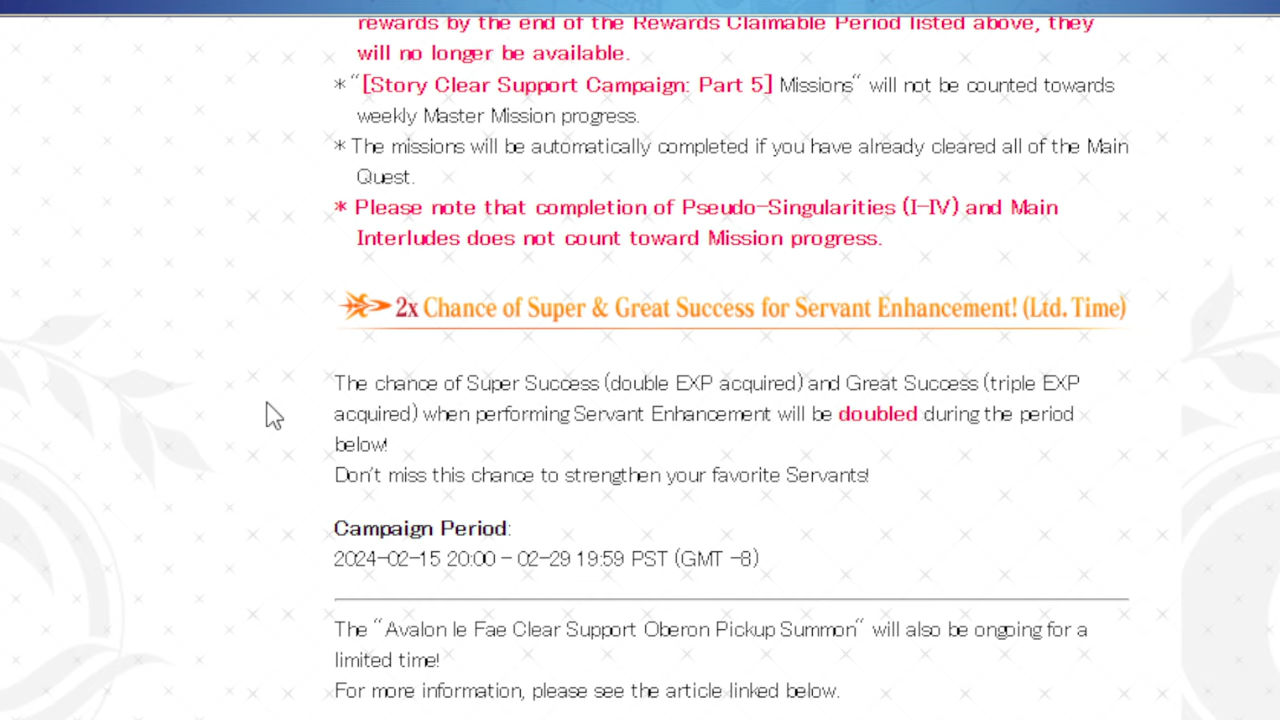 rewards by the end of the Rewards Claimable Period listed above, they
will no longer be available.
* "[Story Clear Support Campaign: Part 5] Missions" will not be counted towards
weekly Master Mission progress.
* The missions will be automatically completed if you have already cleared all of the Main
Quest.
* Please note that completion of Pseudo-Singularities (I-IV) and Main
Interludes does not count toward Mission progress.
2x Chance of Super & Great Success for Servant Enhancement! (Ltd. Time)
The chance of Super Success (double EXP acquired) and Great Success (triple EXP
acquired) when performing Servant Enhancement will be doubled during the period
below!
Don't miss this chance to strengthen your favorite Servants!
Campaign Period:
2024-02-15 20:00 - 02-29 19:59 PST (GMT -8)
The "Avalon le Fae Clear Support Oberon Pickup Summon" will also be ongoing for a
limited time!
For more information, please see the article linked below.